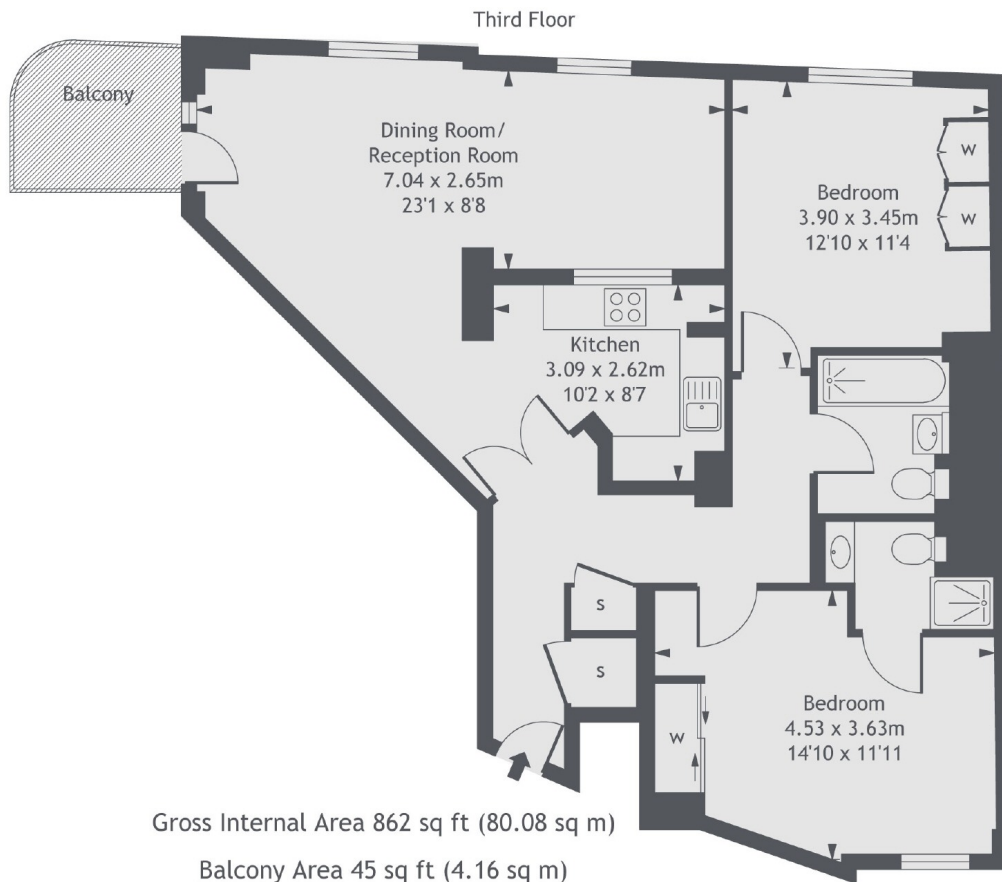 Third Floor
Balcony
Dining Room/
Reception Room
7.04 x 2.65m
23'1 x 8'8
Bedroom
3.90 x 3.45m
12'10 x 11'4
W
W
Kitchen
3.09 x 2.62m
10'2 x 8'7
S
S
W
Bedroom
4.53 x 3.63m
14'10 x 11'11
Gross Internal Area 862 sq ft (80.08 sq m)
Balcony Area 45 sq ft (4.16 sq m)